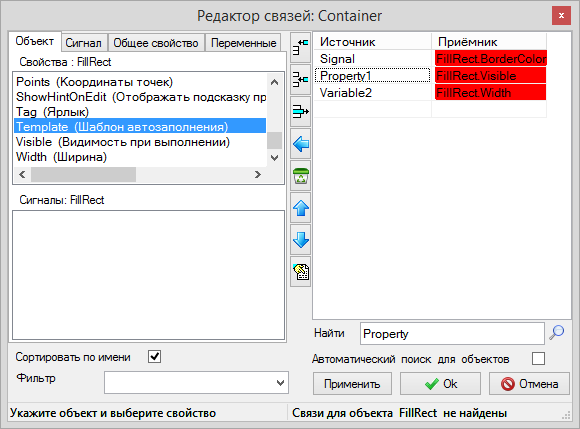 Редактор связей: Container
x
Объект Сигнал Общее свойство Переменные
Свойства : FillRect
Points (Координаты точек)
ShowHintOnEdit (Отображать подсказку пр
Tag (Ярлык)
Template (Шаблон автозаполнения)
Visible (Видимость при выполнении)
Width (Ширина)
Сигналы: FillRect
Сортировать по имени
Фильтр
Источник Приёмник
Signal FillRect.BorderColor
Property1 FillRect.Visible
Variable2 FillRect.Width
Найти Property
Автоматический поиск для объектов
Применить Ok Отмена
Укажите объект и выберите свойство Связи для объекта FillRect не найдены